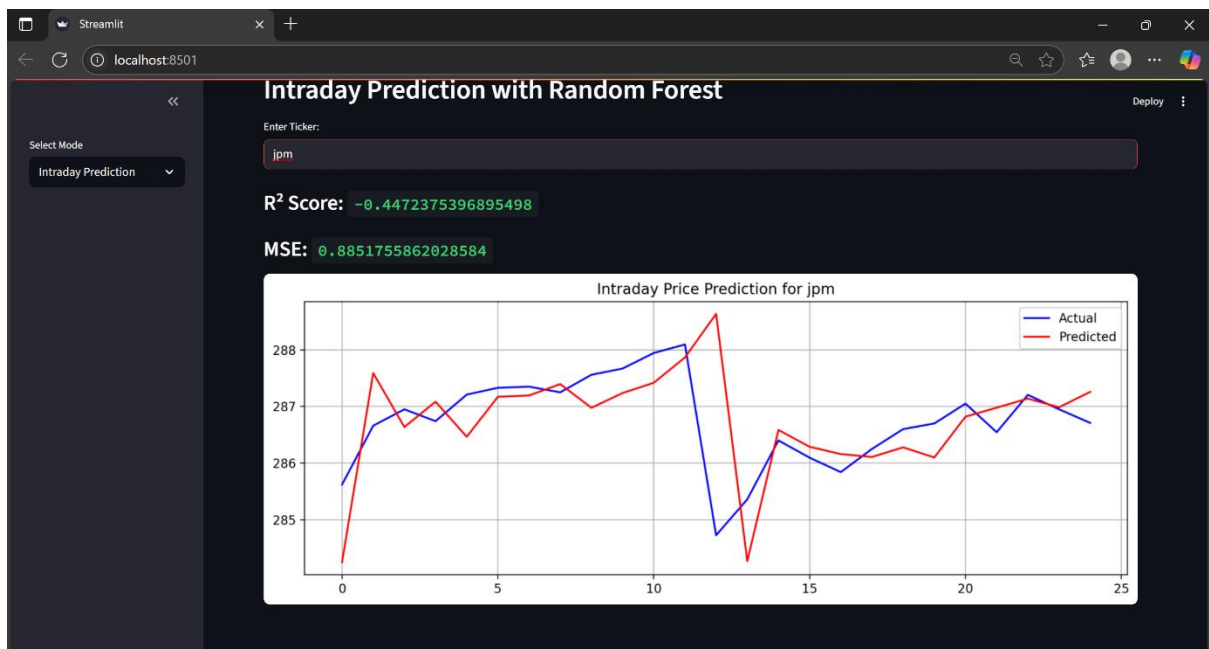 Streamlit
localhost:8501
Intraday Prediction with Random Forest
Deploy
Enter Ticker:
jpm
Select Mode
Intraday Prediction
R² Score: -0.4472375396895498
MSE: 0.8851755862028584
Intraday Price Prediction for jpm
Actual
Predicted
288
287
286
285
0 5 10 15 20 25